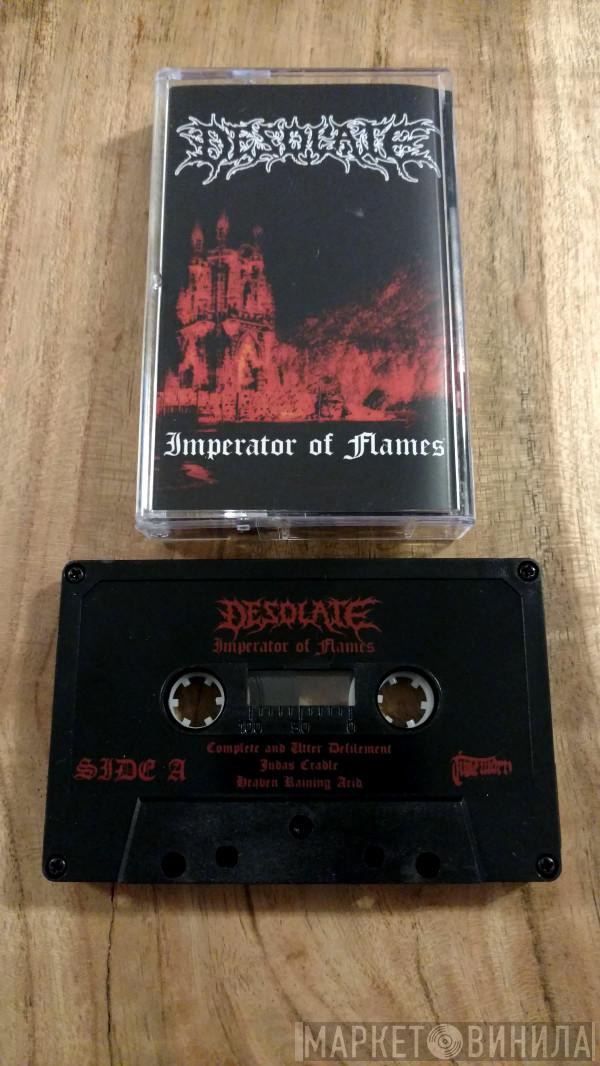 DESOLATE
Imperator of Flames
DESOLATE
Imperator of Flames
100 50 0
Complete and Utter Defilement
SIDE A
Judas Cradle
Heaven Raining Acid
МАРКЕТ ВИНИЛА